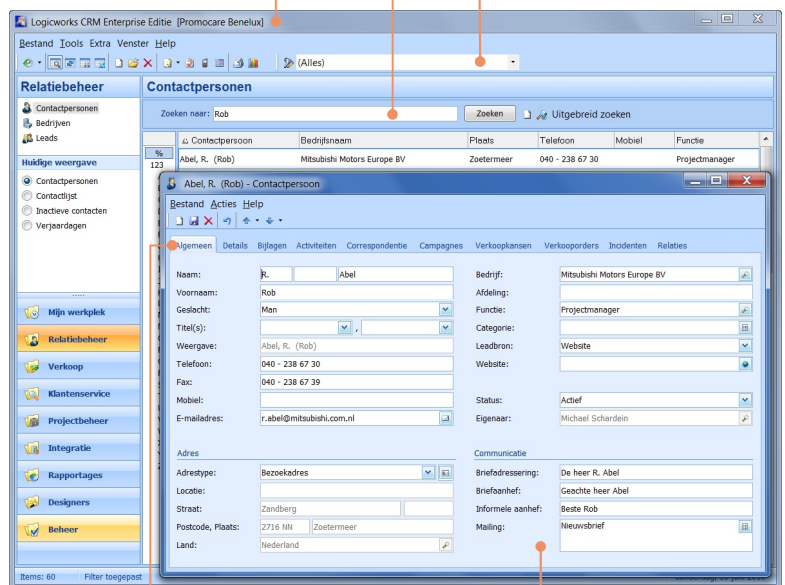 Logicworks CRM Enterprise Editie [Promocare Benelux]
Bestand Tools Extra Venster Help
(Alles)
Relatiebeheer
Contactpersonen
Bedrijven
Leads
Huidige weergave
Contactpersonen
Contactlijst
Inactieve contacten
Verjaardagen
Mijn werkplek
Relatiebeheer
Verkoop
Klantenservice
Projectbeheer
Integratie
Rapportages
Designers
Beheer
Contactpersonen
Zoeken naar: Rob Zoeken Uitgebreid zoeken
Contactpersoon Bedrijfsnaam Plaats Telefoon Mobiel Functie
%
123
Abel, R. (Rob) Mitsubishi Motors Europe BV Zoetermeer 040 - 238 67 30 Projectmanager
Abel, R. (Rob) - Contactpersoon
Bestand Acties Help
Algemeen Details Bijlagen Activiteiten Correspondentie Campagnes Verkoopkansen Verkooporders Incidenten Relaties
Naam: R. Abel
Voornaam: Rob
Geslacht: Man
Titel(s): ,
Weergave: Abel, R. (Rob)
Telefoon: 040 - 238 67 30
Fax: 040 - 238 67 39
Mobiel:
E-mailadres: r.abel@mitsubishi.com.nl
Bedrijf: Mitsubishi Motors Europe BV
Afdeling:
Functie: Projectmanager
Categorie:
Leadbron: Website
Website:
Status: Actief
Eigenaar: Michael Schardein
Adres
Adrestype: Bezoekadres
Locatie:
Straat: Zandberg
Postcode, Plaats: 2716 NN Zoetermeer
Land: Nederland
Communicatie
Briefadressering: De heer R. Abel
Briefaanhef: Geachte heer Abel
Informele aanhef: Beste Rob
Mailing: Nieuwsbrief
Items: 60 Filter toegepast